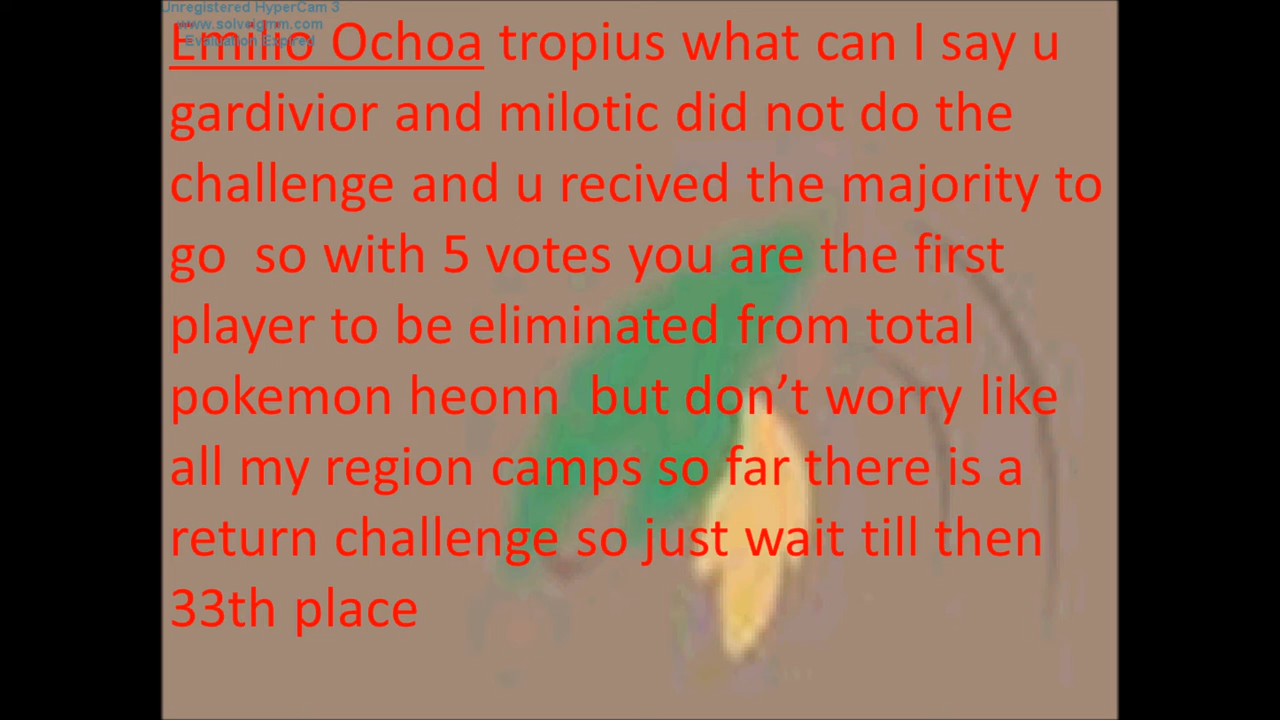 Unregistered HyperCam 3
www.solveigmm.com
Evaluation Expired.
Emilio Ochoa tropius what can I say u
gardivior and milotic did not do the
challenge and u recived the majority to
go so with 5 votes you are the first
player to be eliminated from total
pokemon heonn but don’t worry like
all my region camps so far there is a
return challenge so just wait till then
33th place